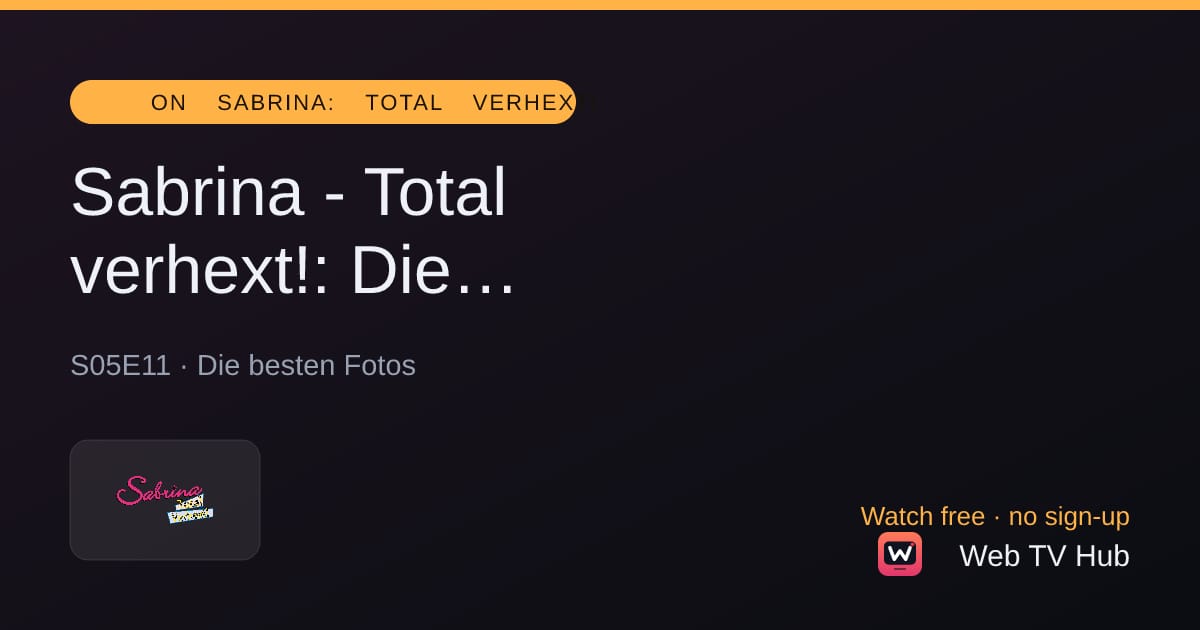 ON SABRINA: TOTAL VERHEX
Sabrina - Total
verhext!: Die…
S05E11 · Die besten Fotos
Sabrina
Watch free · no sign-up
W
Web TV Hub